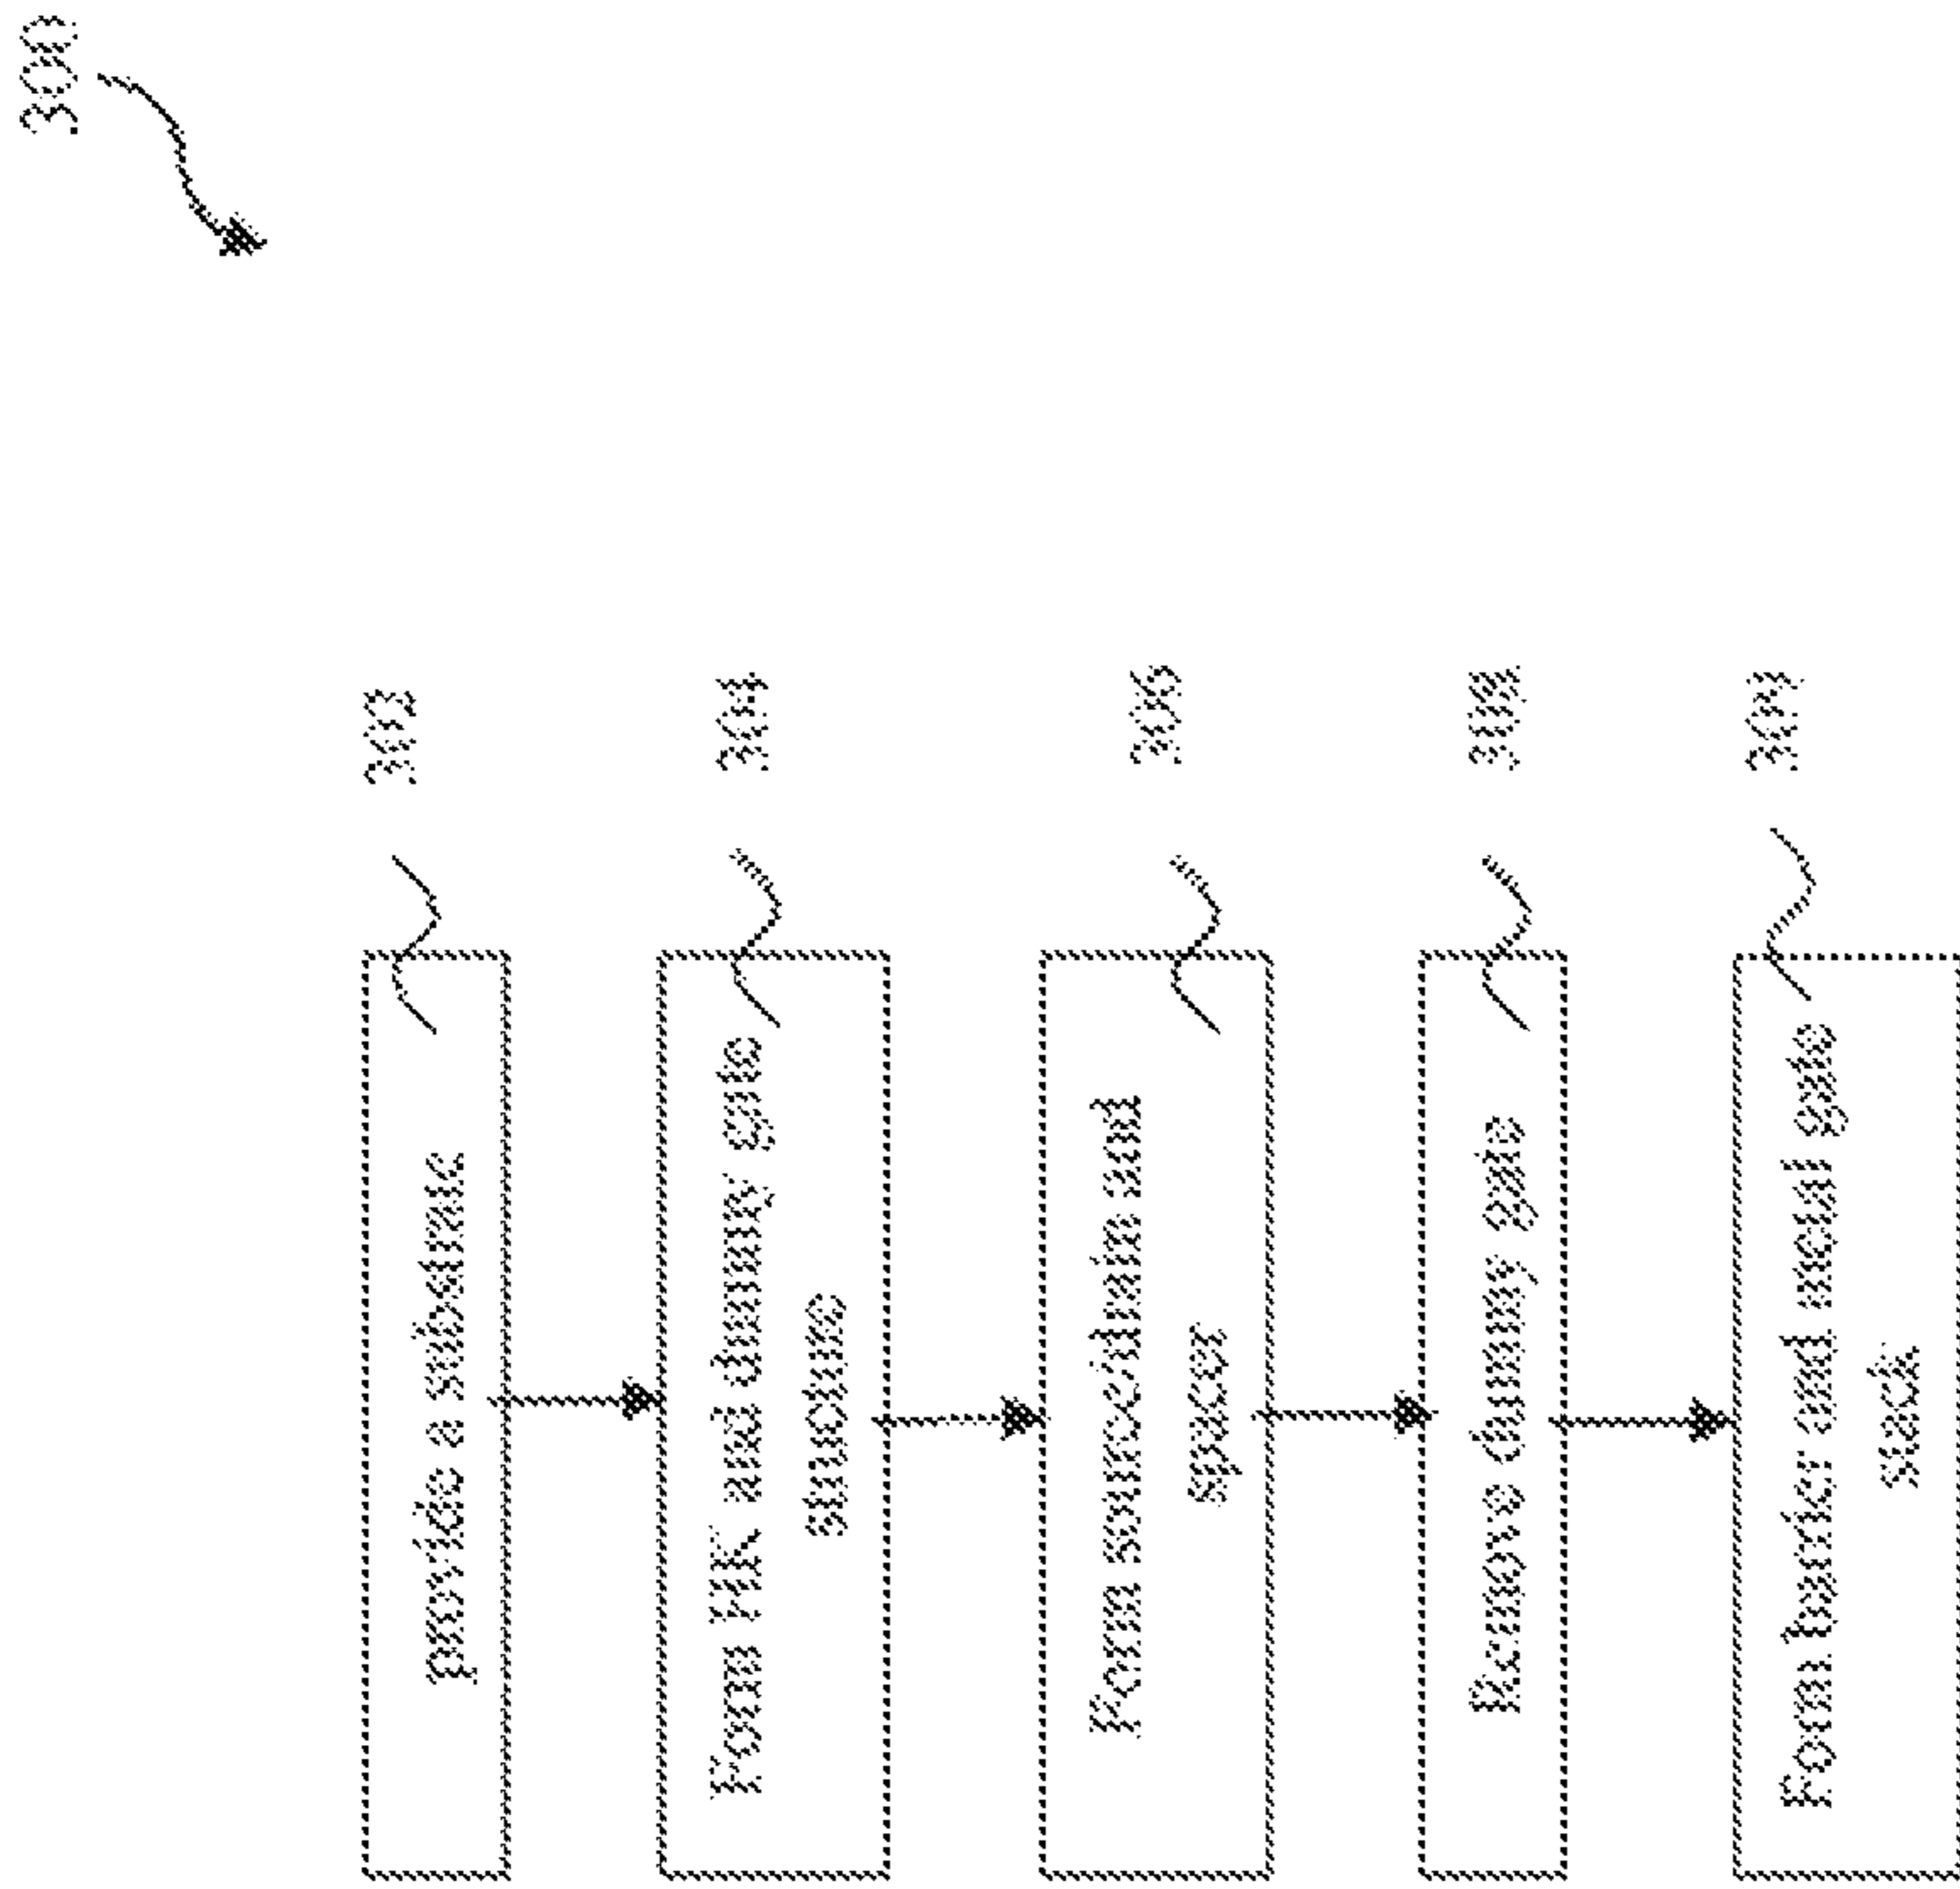 300
provide a substrate
302
Form HK and dummy gate
structure
304
Form source/drain and
spacer
306
Remove dummy gate
308
Form barrier and metal gate
stack